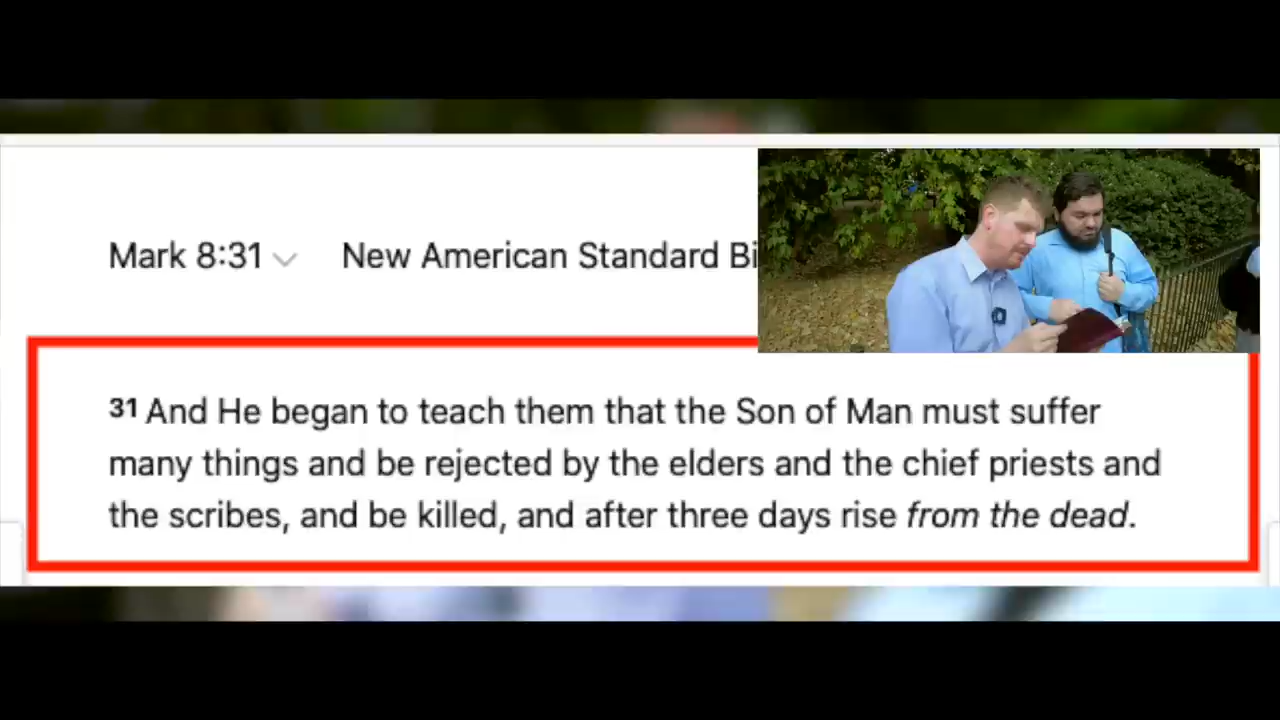 Mark 8:31 New American Standard Bi
31 And He began to teach them that the Son of Man must suffer
many things and be rejected by the elders and the chief priests and
the scribes, and be killed, and after three days rise from the dead.